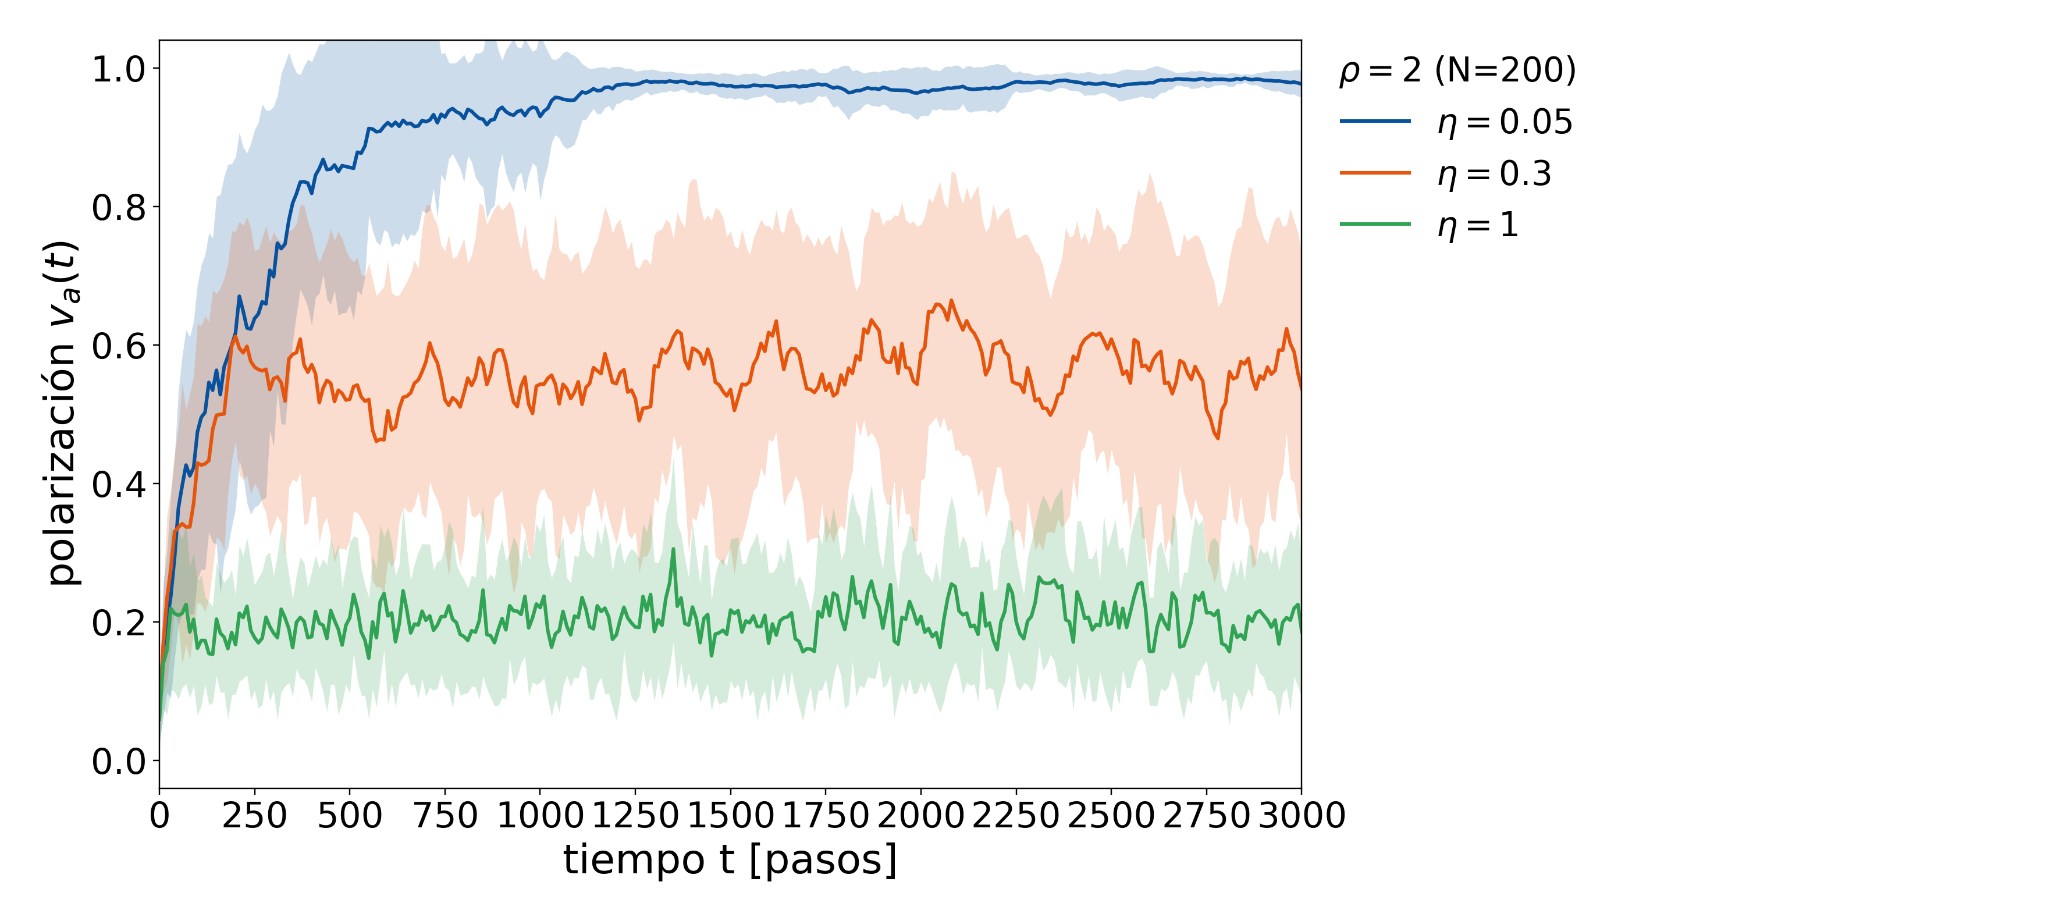 1.0
0.8
0.6
0.4
0.2
0.0
polarización vₐ(t)
0 250 500 750 1000 1250 1500 1750 2000 2250 2500 2750 3000
tiempo t [pasos]
ρ = 2 (N=200)
η = 0.05
η = 0.3
η = 1